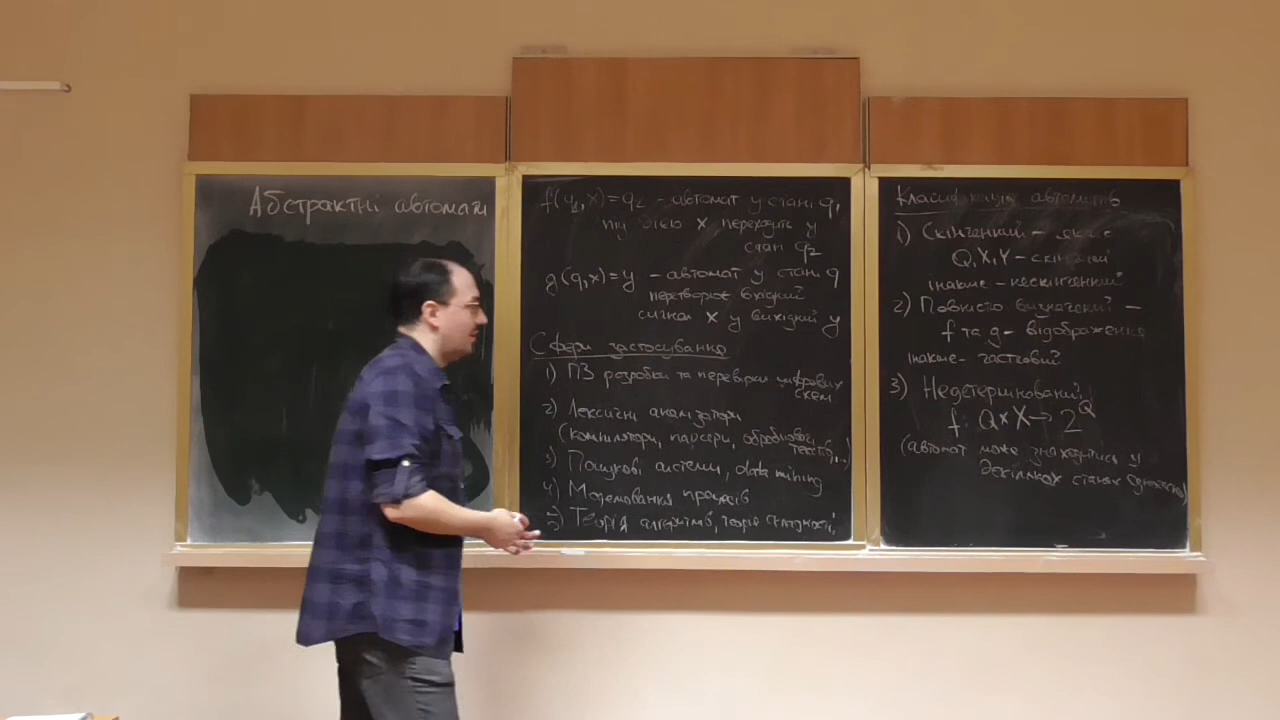 Абстрактні автомати
f(q₁,x)=q₂ - автомат у стані q₁
під дією x переходить у
стан q₂
g(q,x)=y - автомат у стані q
перетворює вхідний
сигнал x у вихідний y
Сфери застосування
1) ПЗ розробки та перевірки цифрових
схем
2) Лексичні аналізатори
(компілятори, парсери, обробники
текстів,...)
3) Пошукові системи, data mining
4) Моделювання процесів
5) Теорія алгоритмів, теорія складності,
Класифікація автоматів
1) Скінченний - якщо
Q,X,Y - скінченні
інакше - нескінченний
2) Повністю визначений -
f та g - відображення
інакше - частковий
3) Недетермінований
f: Q×X→2^Q
(автомат може знаходитись у
декількох станах одночасно)